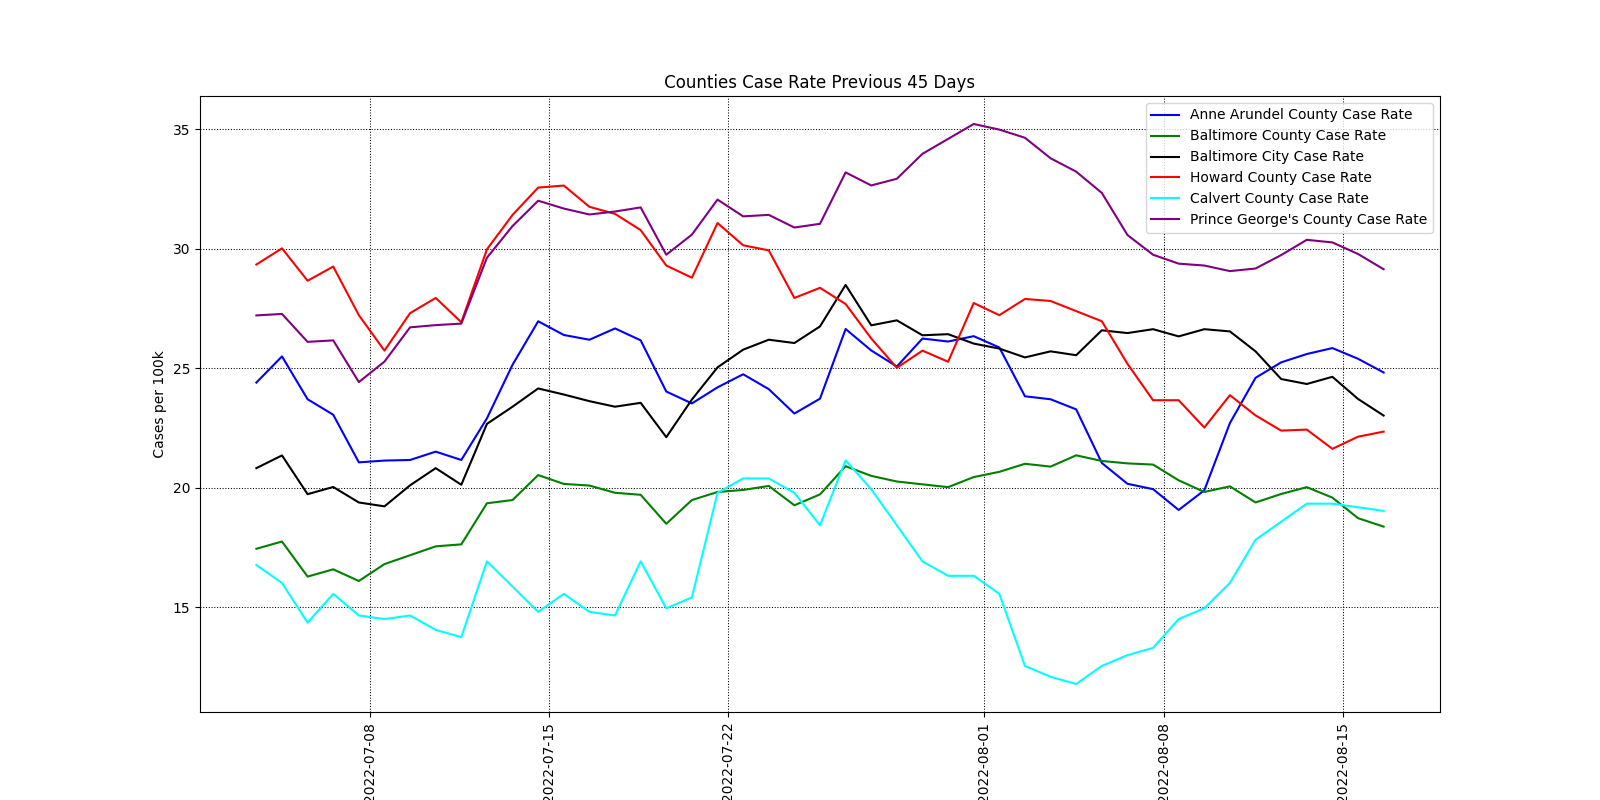 Counties Case Rate Previous 45 Days
Anne Arundel County Case Rate
Baltimore County Case Rate
Baltimore City Case Rate
Howard County Case Rate
Calvert County Case Rate
Prince George's County Case Rate
Cases per 100k
35
30
25
20
15
2022-07-08
2022-07-15
2022-07-22
2022-08-01
2022-08-08
2022-08-15